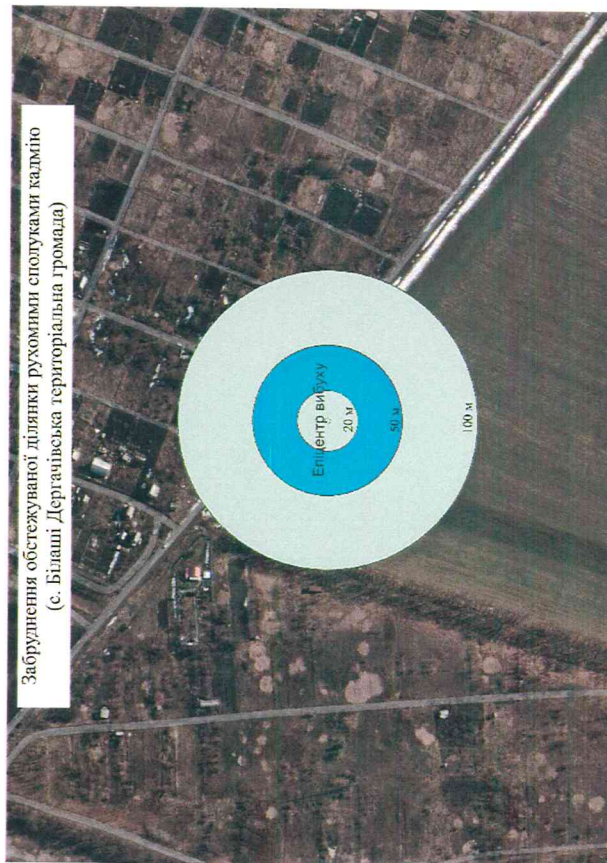 Забруднення обстежуваної ділянки рухомими сполуками кадмію
(с. Білаші Дергачівська територіальна громада)
Епіцентр вибуху
20 м
50 м
100 м